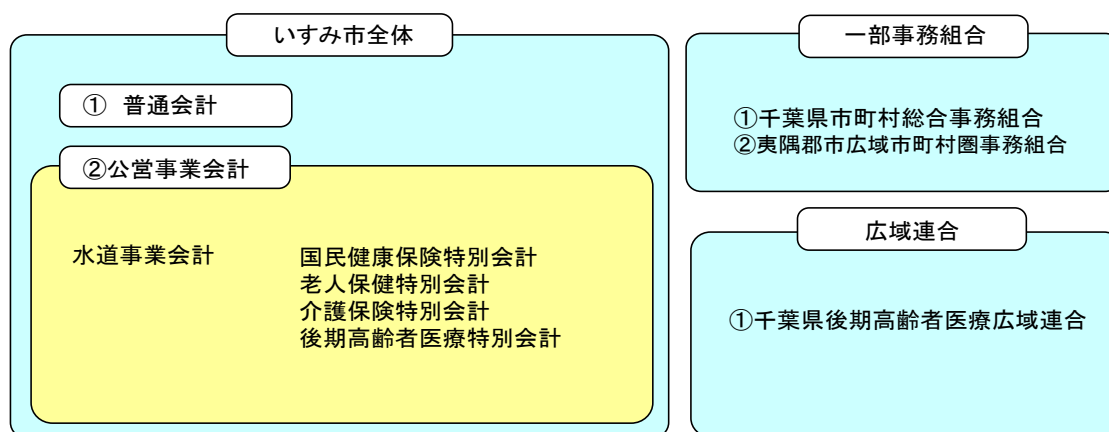 いすみ市全体
① 普通会計
②公営事業会計
水道事業会計
国民健康保険特別会計
老人保健特別会計
介護保険特別会計
後期高齢者医療特別会計
一部事務組合
①千葉県市町村総合事務組合
②夷隅郡市広域市町村圏事務組合
広域連合
①千葉県後期高齢者医療広域連合